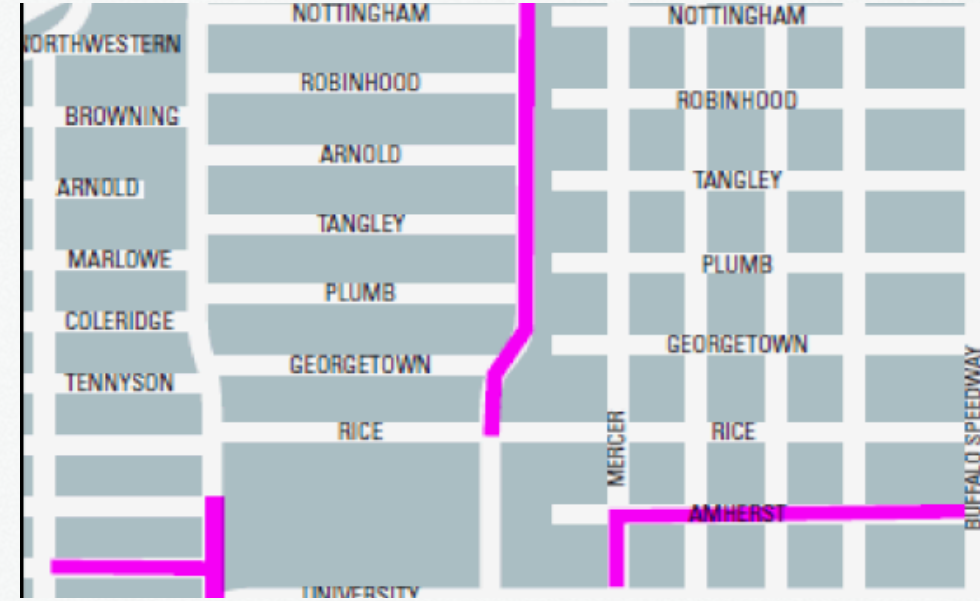 NOTTINGHAM
NOTTINGHAM
NORTHWESTERN
ROBINHOOD
ROBINHOOD
BROWNING
ARNOLD
TANGLEY
ARNOLD
TANGLEY
MARLOWE
PLUMB
PLUMB
COLERIDGE
GEORGETOWN
GEORGETOWN
TENNYSON
RICE
RICE
MERCER
BUFFALO SPEEDWAY
AMHERST
UNIVERSITY